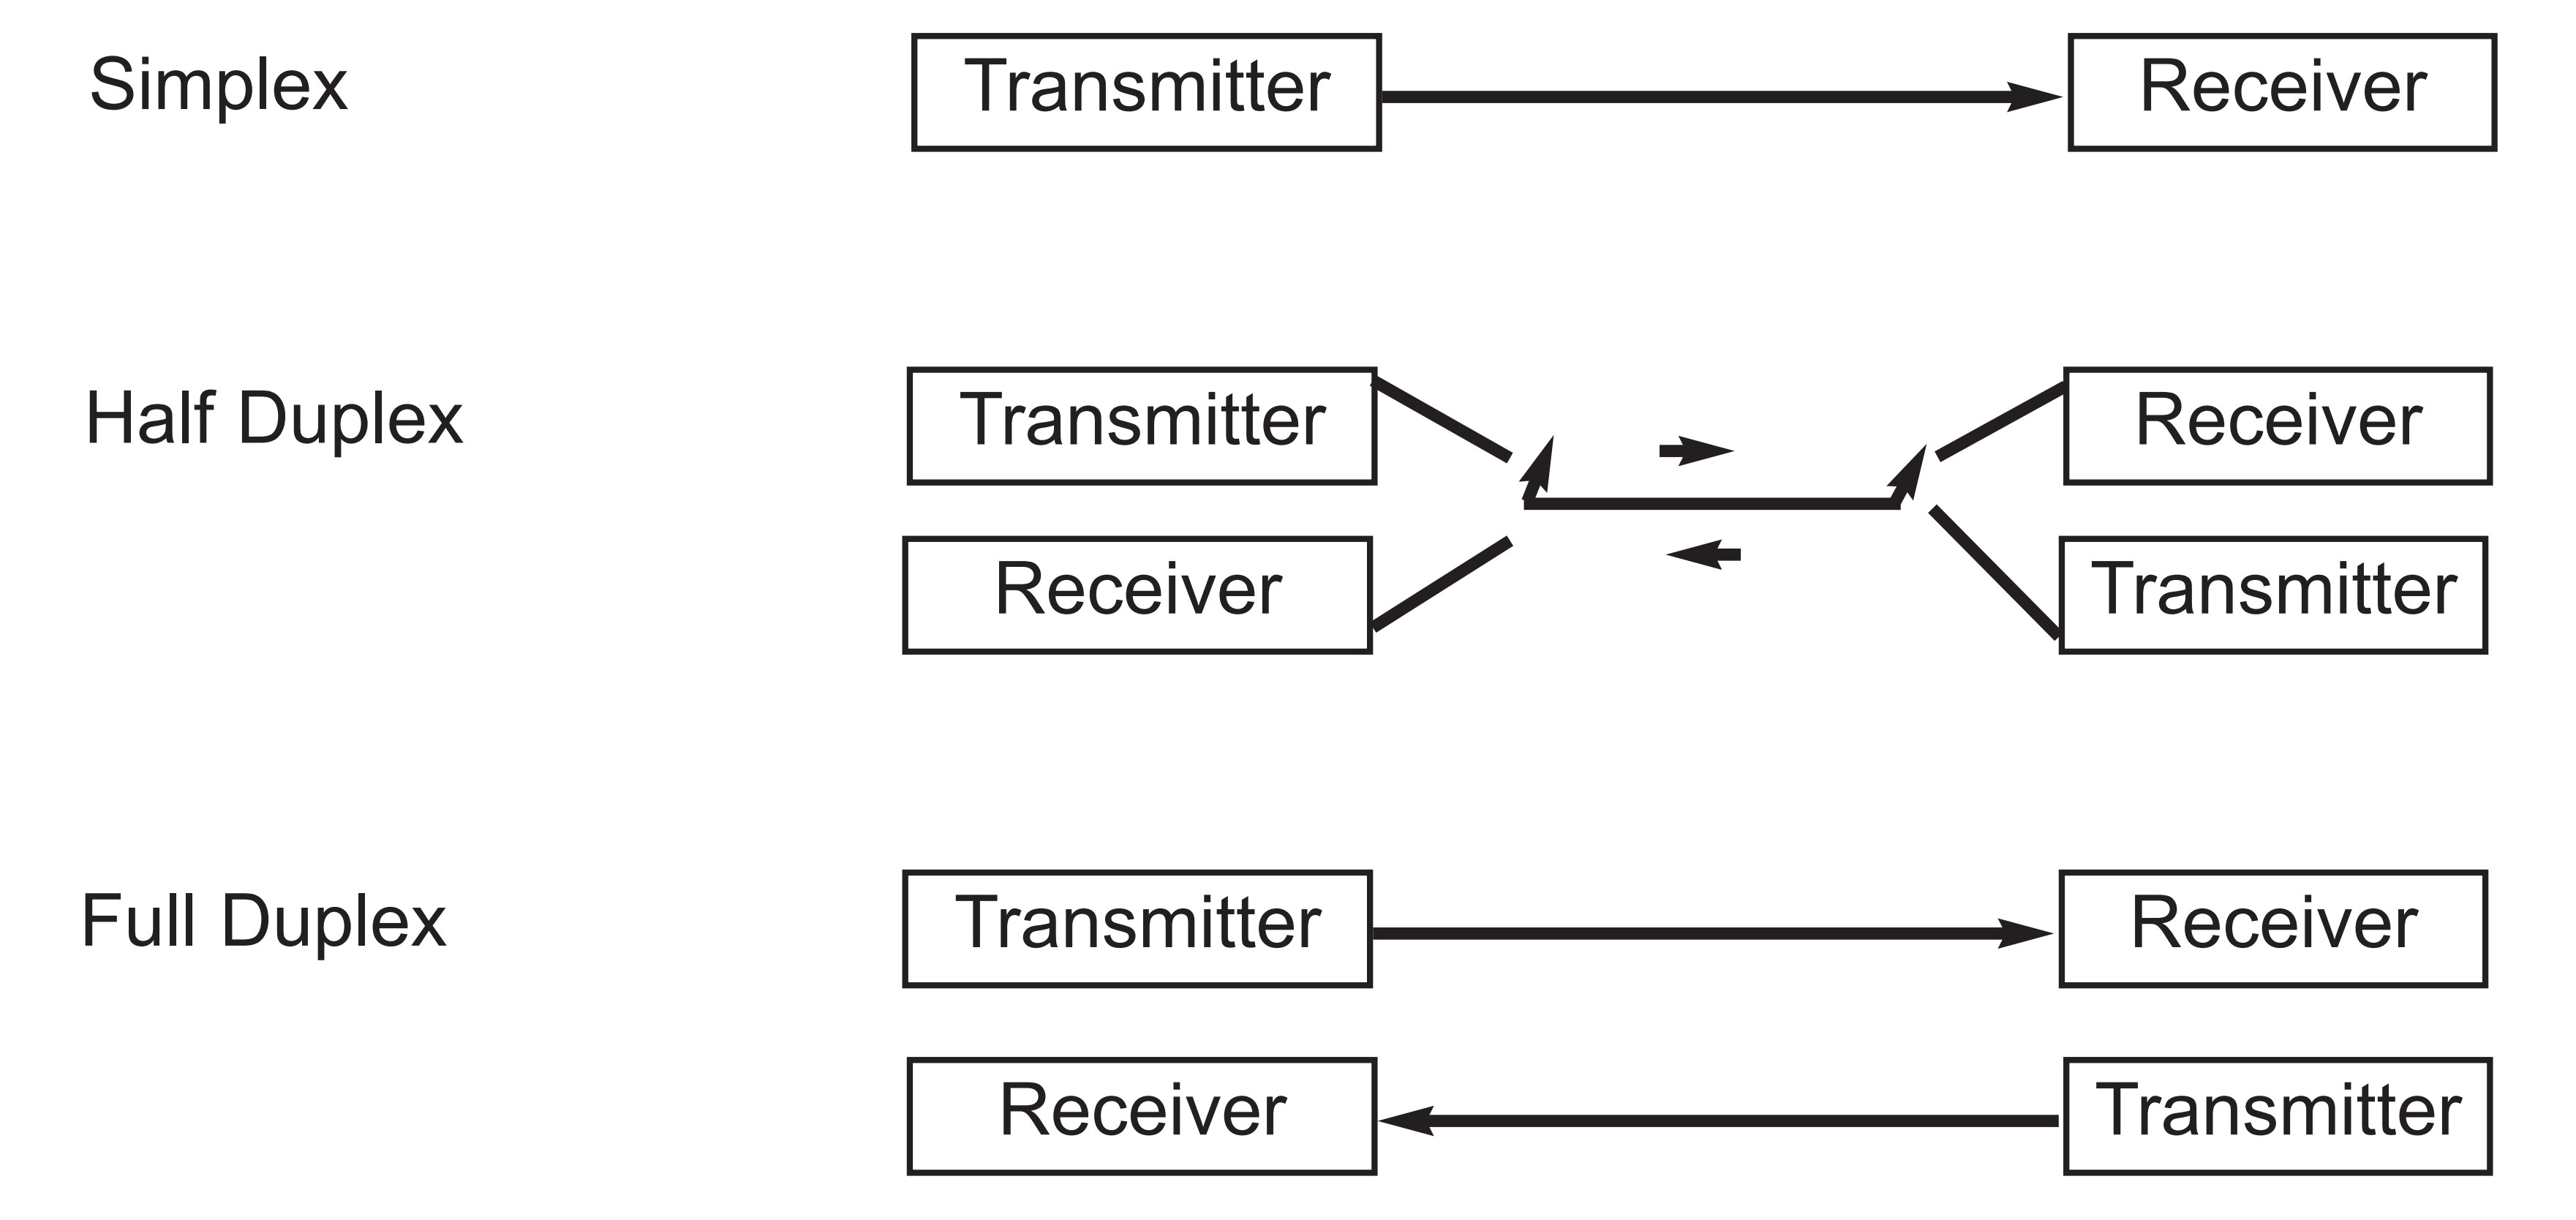 Simplex Transmitter Receiver
Half Duplex Transmitter Receiver
Receiver Transmitter
Full Duplex Transmitter Receiver
Receiver Transmitter